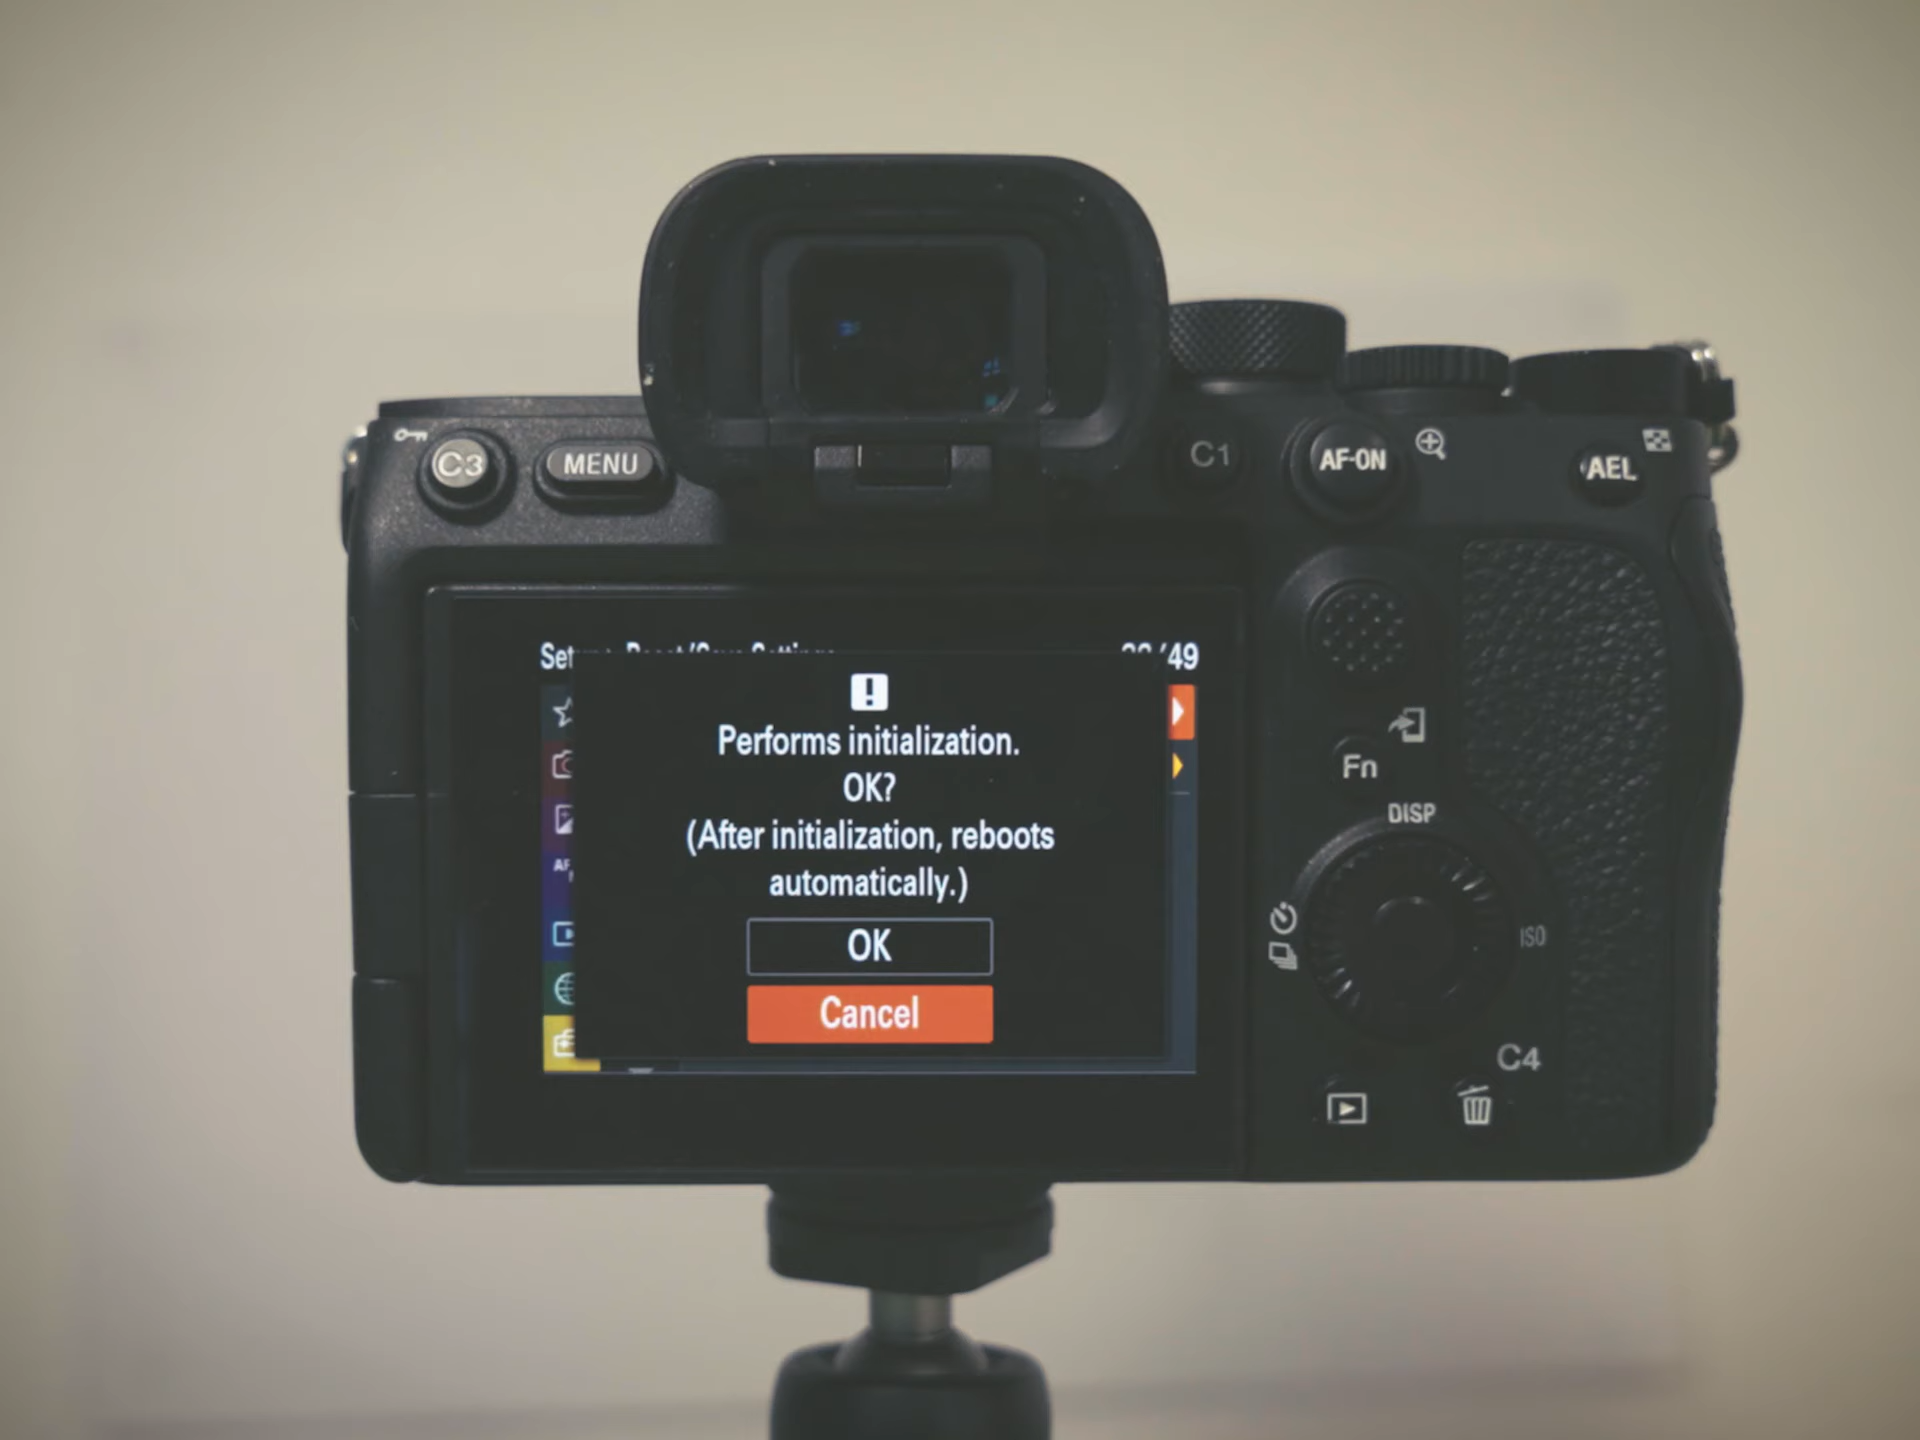 C3
MENU
C1
AF-ON
AEL
/49
Performs initialization.
OK?
(After initialization, reboots
automatically.)
OK
Cancel
Fn
DISP
ISO
C4